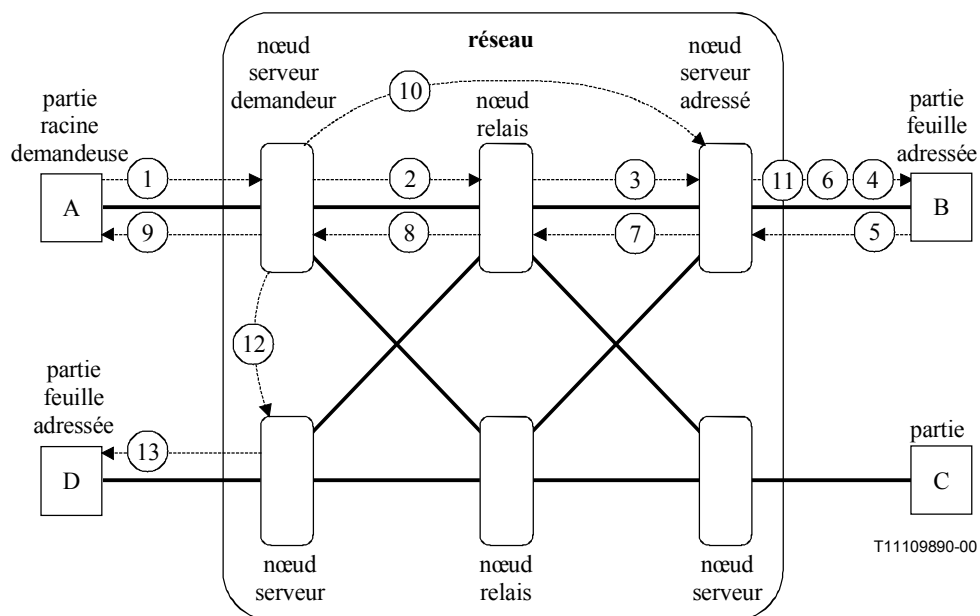 réseau
nœud
serveur
demandeur
nœud
serveur
adressé
10
nœud
relais
partie
racine
demandeuse
partie
feuille
adressée
1
2
3
11
6
4
A
B
9
8
7
5
12
partie
feuille
adressée
partie
13
D
C
T11109890-00
nœud
serveur
nœud
relais
nœud
serveur